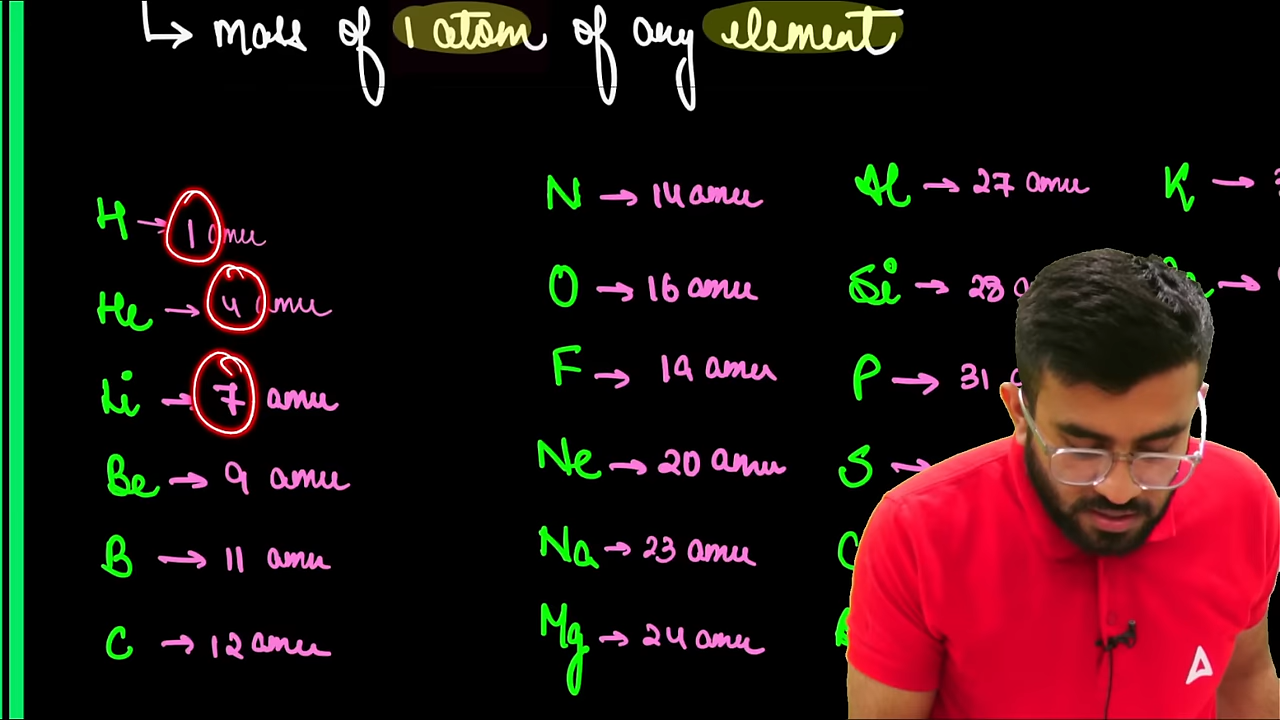 ↳ mass of 1 atom of any element
H → 1 amu
He → 4 amu
Li → 7 amu
Be → 9 amu
B → 11 amu
C → 12 amu
N → 14 amu
O → 16 amu
F → 19 amu
Ne → 20 amu
Na → 23 amu
Mg → 24 amu
Al → 27 amu
Si → 28
P → 31
S →
K →